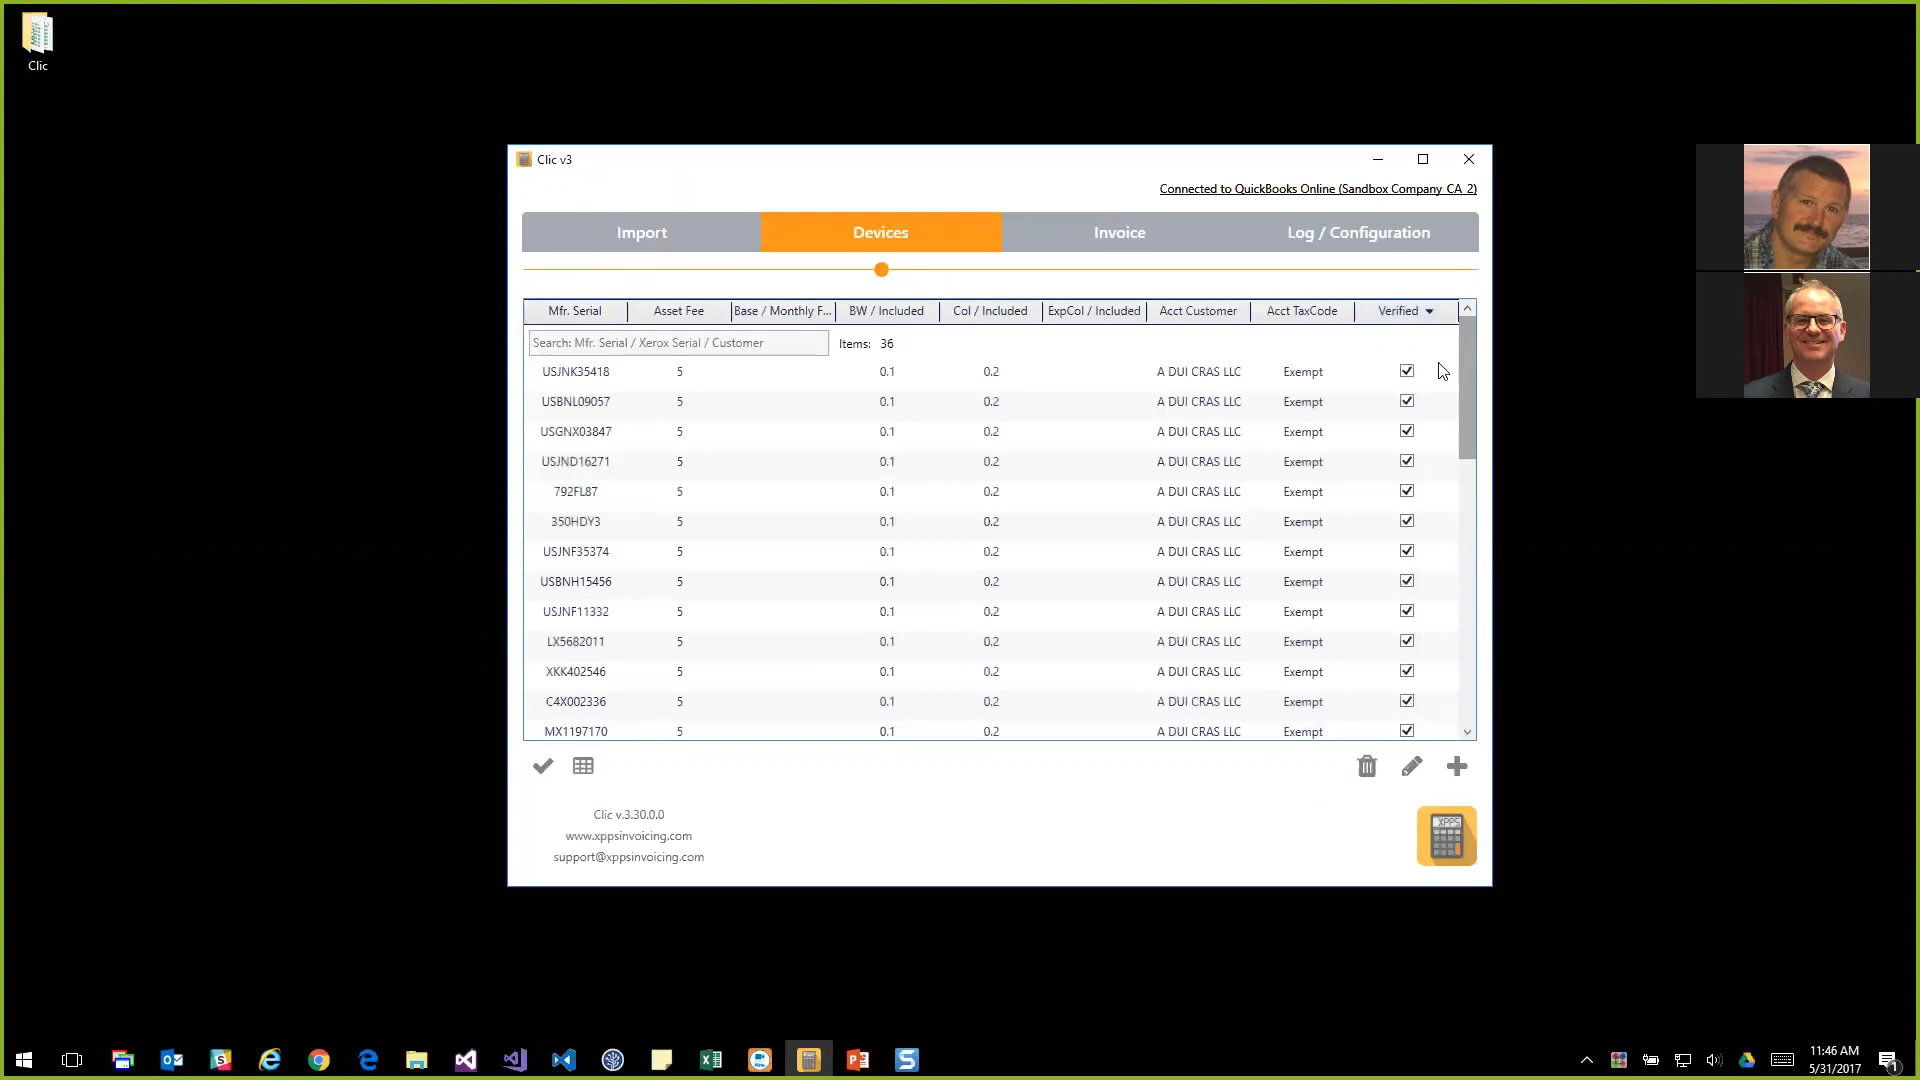 Clic
Clic v3
Connected to QuickBooks Online (Sandbox Company_CA_2)
Import Devices Invoice Log / Configuration
Mfr. Serial Asset Fee Base / Monthly F... BW / Included Col / Included ExpCol / Included Acct Customer Acct TaxCode Verified
Search: Mfr. Serial / Xerox Serial / Customer Items: 36
USJNK35418 5 0.1 0.2 A DUI CRAS LLC Exempt
USBNL09057 5 0.1 0.2 A DUI CRAS LLC Exempt
USGNX03847 5 0.1 0.2 A DUI CRAS LLC Exempt
USJND16271 5 0.1 0.2 A DUI CRAS LLC Exempt
792FL87 5 0.1 0.2 A DUI CRAS LLC Exempt
350HDY3 5 0.1 0.2 A DUI CRAS LLC Exempt
USJNF35374 5 0.1 0.2 A DUI CRAS LLC Exempt
USBNH15456 5 0.1 0.2 A DUI CRAS LLC Exempt
USJNF11332 5 0.1 0.2 A DUI CRAS LLC Exempt
LX5682011 5 0.1 0.2 A DUI CRAS LLC Exempt
XKK402546 5 0.1 0.2 A DUI CRAS LLC Exempt
C4X002336 5 0.1 0.2 A DUI CRAS LLC Exempt
MX1197170 5 0.1 0.2 A DUI CRAS LLC Exempt
Clic v.3.30.0.0
www.xppsinvoicing.com
support@xppsinvoicing.com
XPPS
11:46 AM
5/31/2017
1